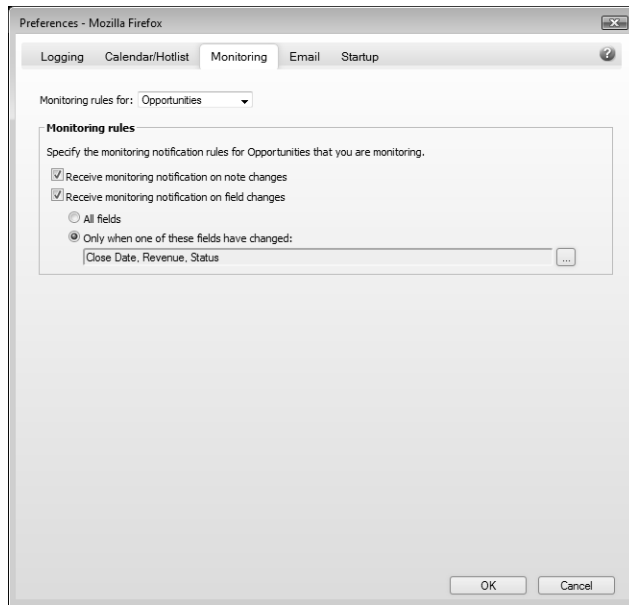 Preferences - Mozilla Firefox
Logging Calendar/Hotlist Monitoring Email Startup ?
Monitoring rules for: Opportunities
Monitoring rules
Specify the monitoring notification rules for Opportunities that you are monitoring.
Receive monitoring notification on note changes
Receive monitoring notification on field changes
All fields
Only when one of these fields have changed:
Close Date, Revenue, Status ...
OK Cancel